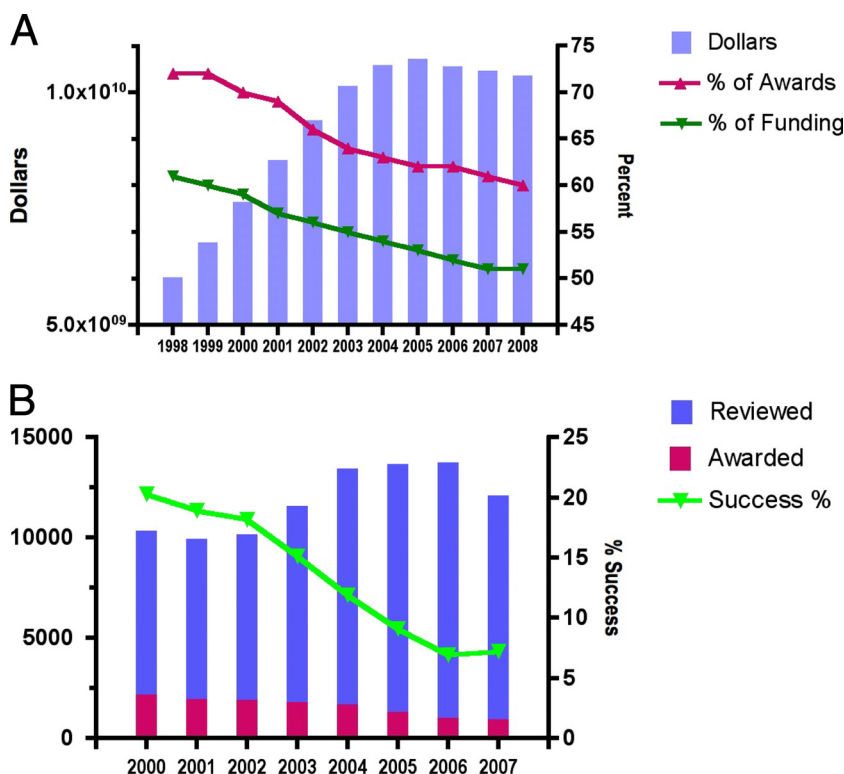 A
Dollars
% of Awards
% of Funding
1.0x10¹⁰
5.0x10⁰⁹
Dollars
75
70
65
60
55
50
45
Percent
1998 1999 2000 2001 2002 2003 2004 2005 2006 2007 2008
B
Reviewed
Awarded
Success %
15000
10000
5000
0
25
20
15
10
5
0
% Success
2000 2001 2002 2003 2004 2005 2006 2007